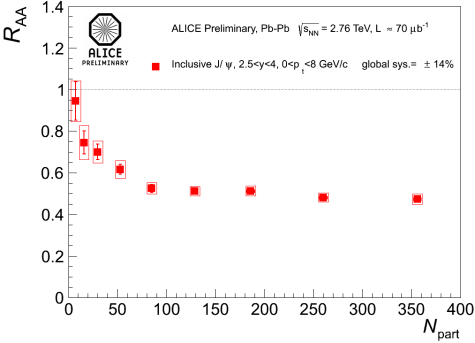 R_AA
1.4
1.2
1
0.8
0.6
0.4
0.2
0
ALICE
PRELIMINARY
ALICE Preliminary, Pb-Pb √s_NN = 2.76 TeV, L ≈ 70 μb⁻¹
Inclusive J/ψ, 2.5<y<4, 0<p_t<8 GeV/c global sys.= ± 14%
0 50 100 150 200 250 300 350 400
N_part